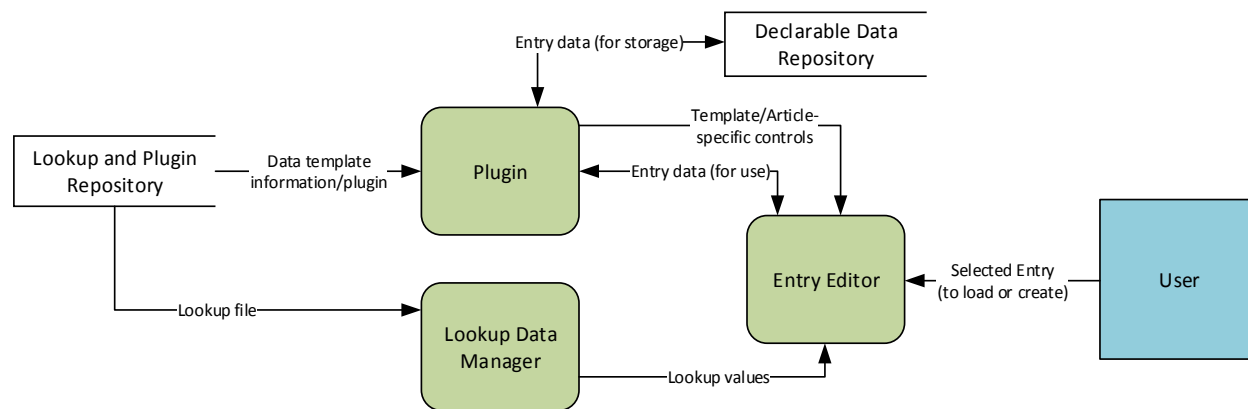 Entry data (for storage)
Declarable Data
Repository
Template/Article-
specific controls
Lookup and Plugin
Repository
Data template
information/plugin
Plugin
Entry data (for use)
Entry Editor
Selected Entry
(to load or create)
User
Lookup file
Lookup Data
Manager
Lookup values